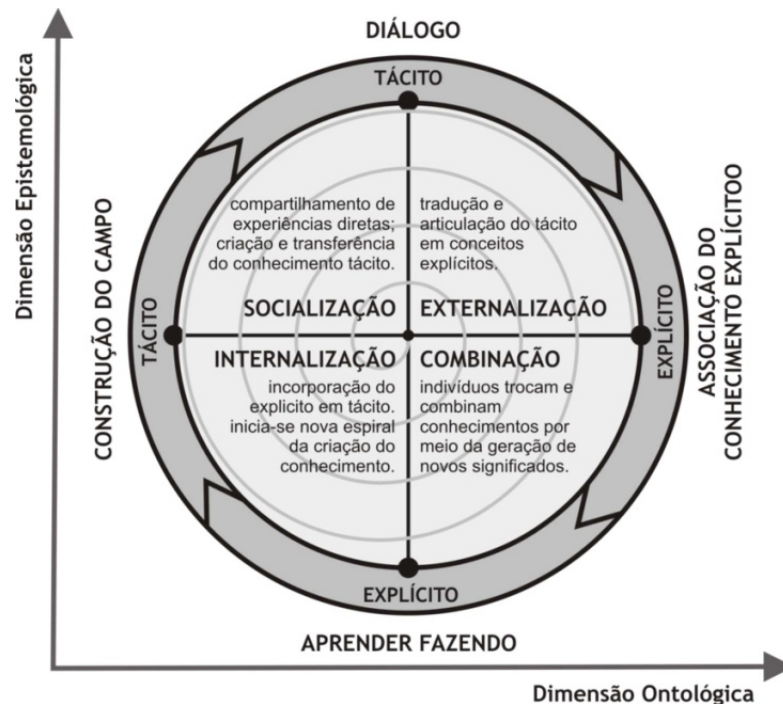 DIÁLOGO
TÁCITO
Dimensão Epistemológica
CONSTRUÇÃO DO CAMPO
TÁCITO
compartilhamento de
experiências diretas;
criação e transferência
do conhecimento tácito.
SOCIALIZAÇÃO
tradução e
articulação do tácito
em conceitos
explícitos.
EXTERNALIZAÇÃO
INTERNALIZAÇÃO
incorporação do
explicito em tácito.
inicia-se nova espiral
da criação do
conhecimento.
COMBINAÇÃO
indivíduos trocam e
combinam
conhecimentos por
meio da geração de
novos significados.
EXPLÍCITO
ASSOCIAÇÃO DO
CONHECIMENTO EXPLÍCITOO
EXPLÍCITO
APRENDER FAZENDO
Dimensão Ontológica